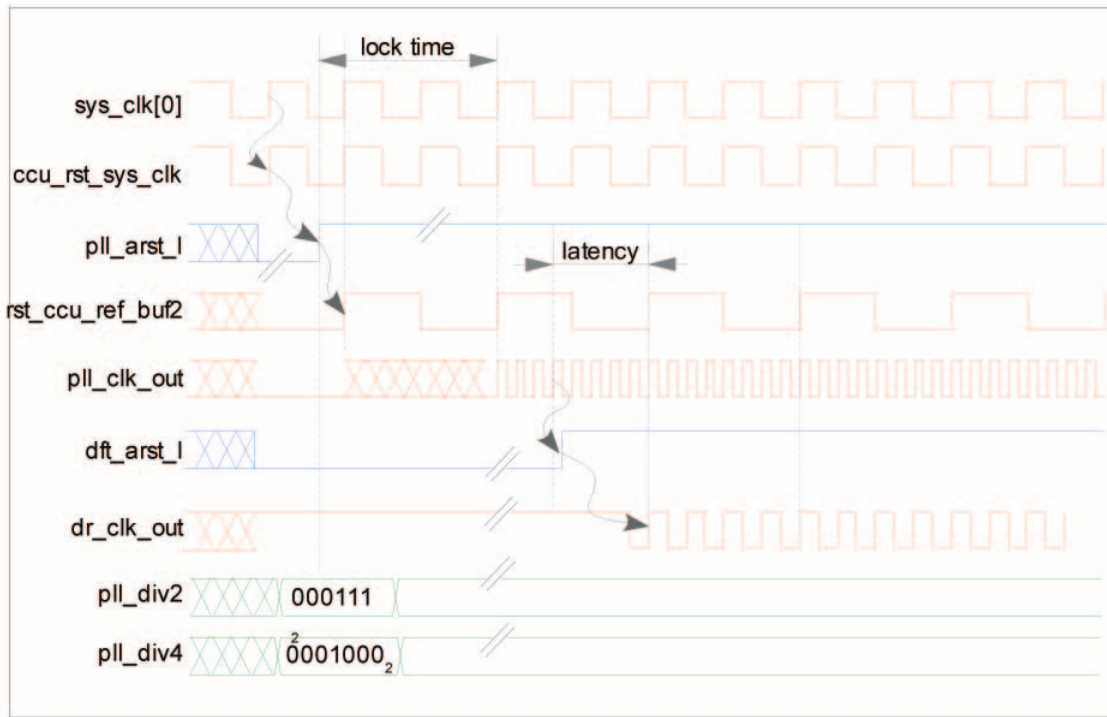 lock time
sys_clk[0]
ccu_rst_sys_clk
pll_arst_l
latency
rst_ccu_ref_buf2
pll_clk_out
dft_arst_l
dr_clk_out
pll_div2 000111
2
pll_div4 0001000 2